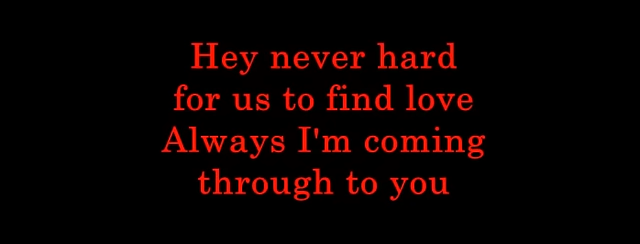 Hey never hard
for us to find love
Always I'm coming
through to you